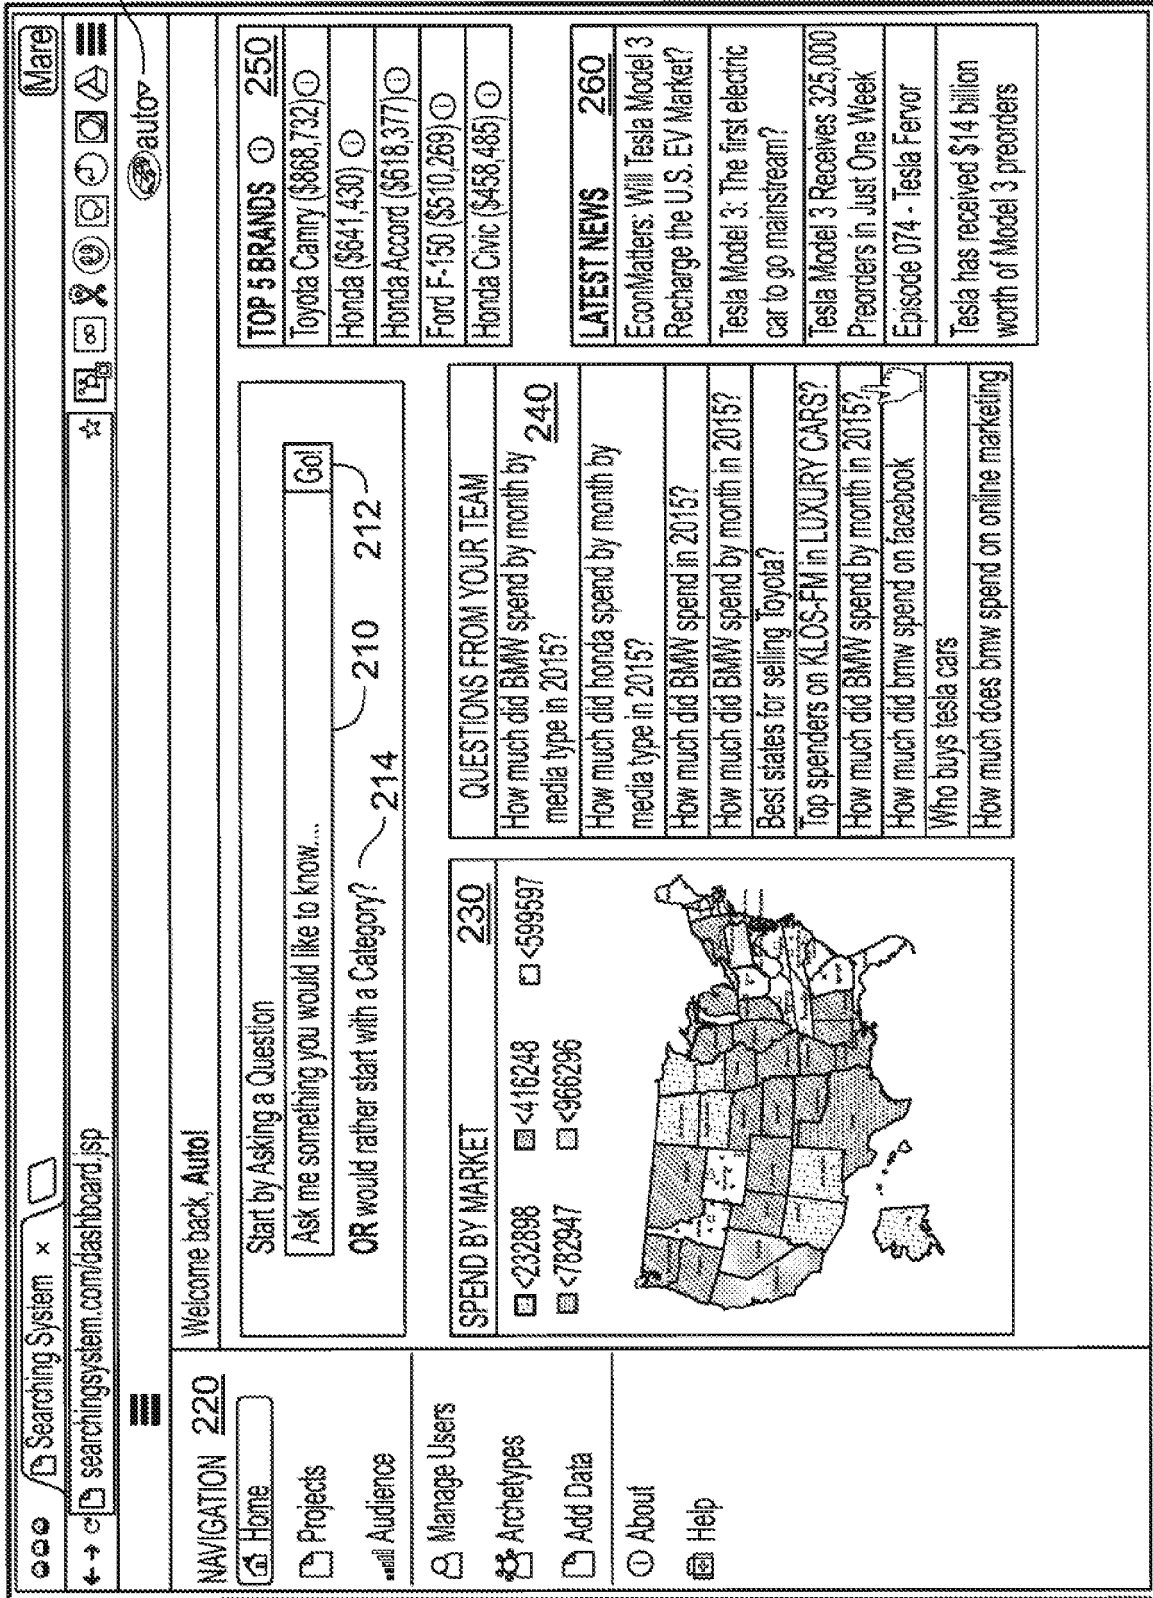 Searching System ×
Mare
searchingsystem.com/dashboard.jsp
auto
NAVIGATION 220
Home
Projects
Audience
Manage Users
Archetypes
Add Data
About
Help
Welcome back, Auto!
Start by Asking a Question
Ask me something you would like to know....
Go!
OR would rather start with a Category?
214
210
212
SPEND BY MARKET 230
<232898 <416248 <599597
<782947 <966296
QUESTIONS FROM YOUR TEAM
How much did BMW spend by month by
media type in 2015?
240
How much did honda spend by month by
media type in 2015?
How much did BMW spend in 2015?
How much did BMW spend by month in 2015?
Best states for selling Toyota?
Top spenders on KLOS-FM in LUXURY CARS?
How much did BMW spend by month in 2015?
How much did bmw spend on facebook
Who buys tesla cars
How much does bmw spend on online marketing
TOP 5 BRANDS 250
Toyota Camry ($868,732)
Honda ($641,430)
Honda Accord ($618,377)
Ford F-150 ($510,269)
Honda Civic ($458,485)
LATEST NEWS 260
EconMatters: Will Tesla Model 3
Recharge the U.S. EV Market?
Tesla Model 3: The first electric
car to go mainstream?
Tesla Model 3 Receives 325,000
Preorders in Just One Week
Episode 074 - Tesla Fervor
Tesla has received $14 billion
worth of Model 3 preorders